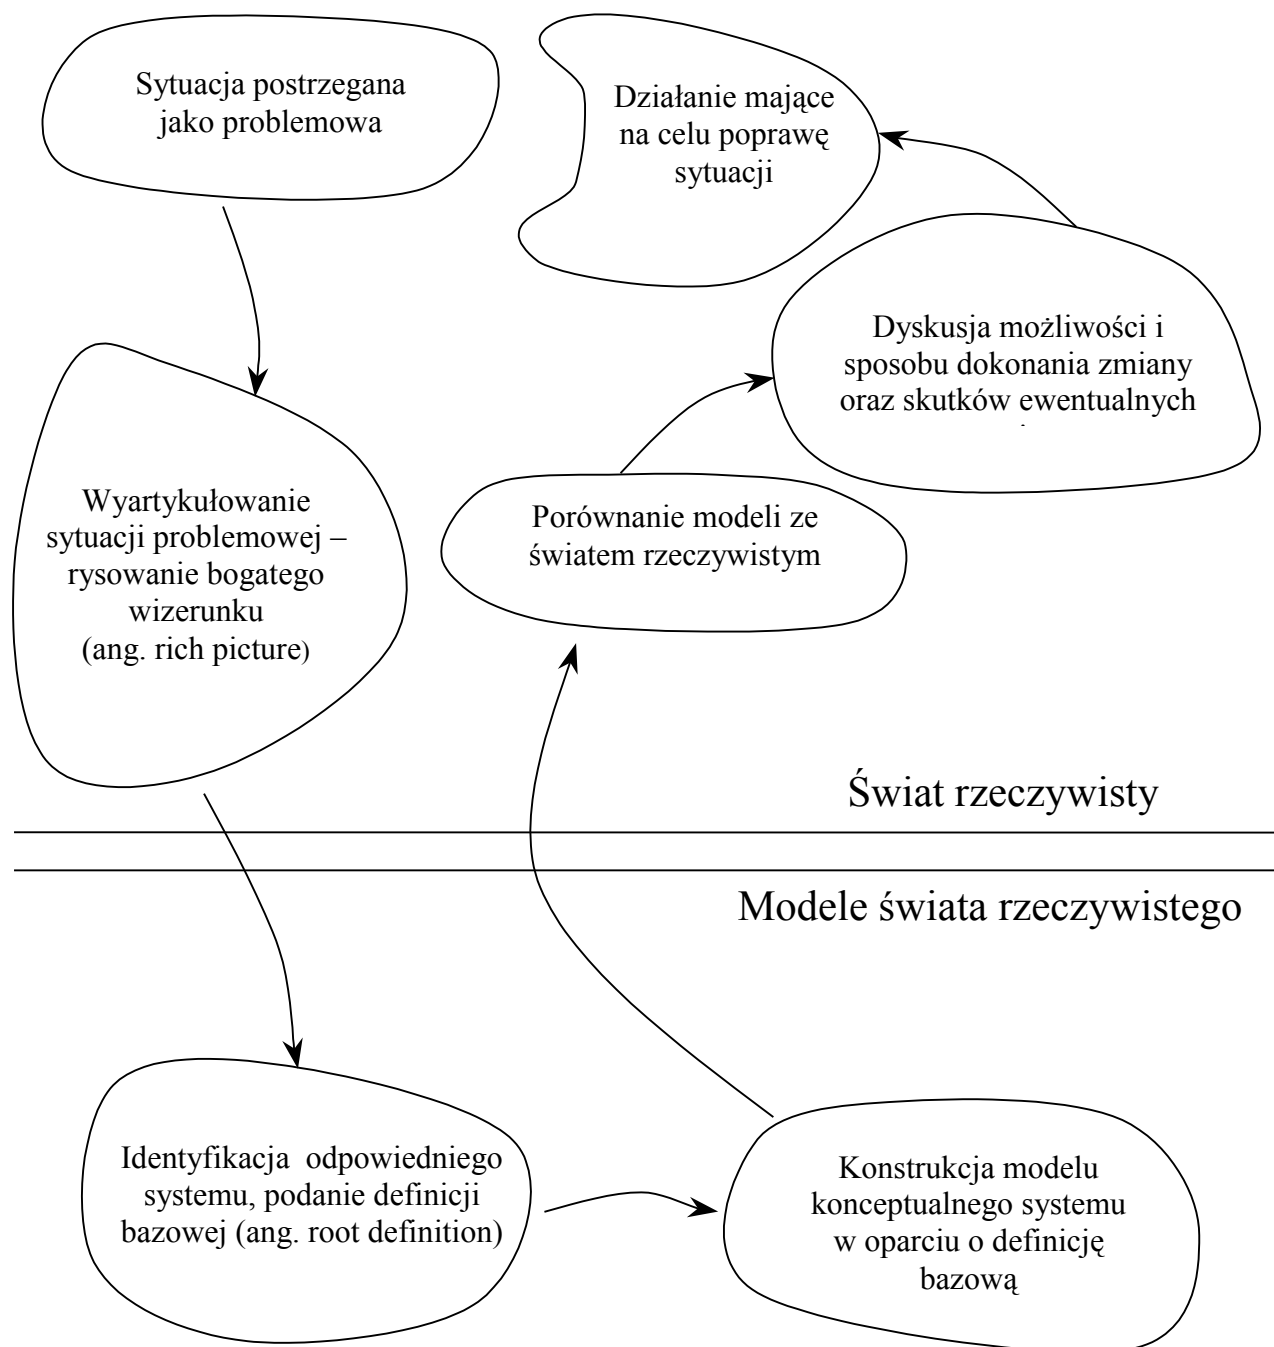 Sytuacja postrzegana
jako problemowa
Działanie mające
na celu poprawę
sytuacji
Dyskusja możliwości i
sposobu dokonania zmiany
oraz skutków ewentualnych
Wyartykułowanie
sytuacji problemowej –
rysowanie bogatego
wizerunku
(ang. rich picture)
Porównanie modeli ze
światem rzeczywistym
Świat rzeczywisty
Modele świata rzeczywistego
Identyfikacja odpowiedniego
systemu, podanie definicji
bazowej (ang. root definition)
Konstrukcja modelu
konceptualnego systemu
w oparciu o definicję
bazową